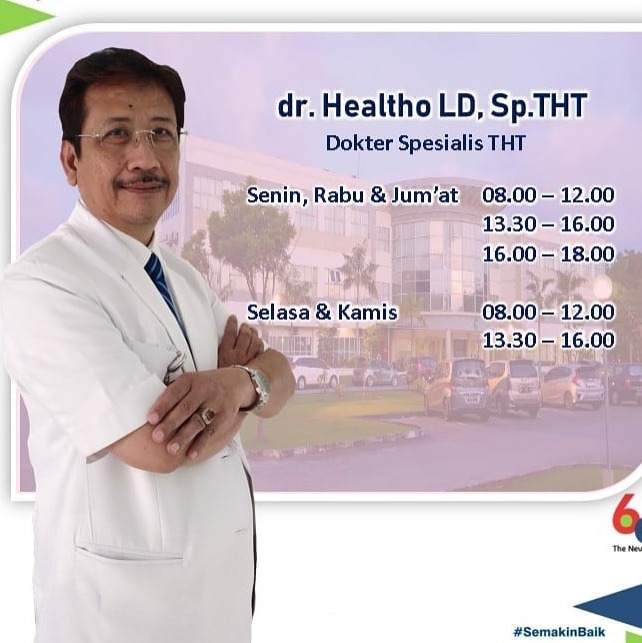 dr. Healtho LD, Sp.THT
Dokter Spesialis THT
Senin, Rabu & Jum'at 08.00 – 12.00
13.30 – 16.00
16.00 – 18.00
Selasa & Kamis 08.00 – 12.00
13.30 – 16.00
6
The New
#SemakinBaik